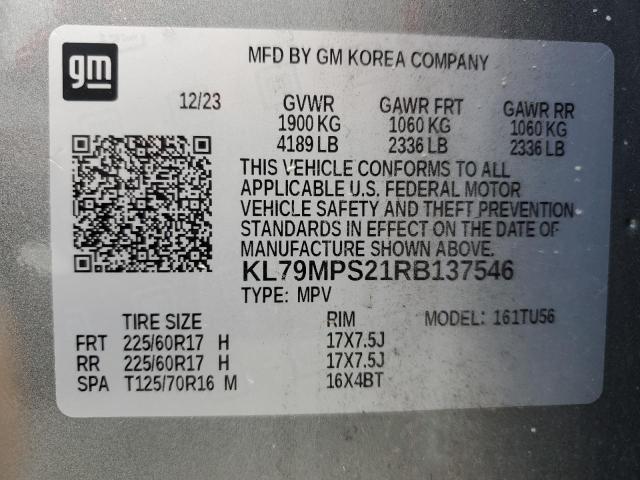 gm
MFD BY GM KOREA COMPANY
12/23 GVWR GAWR FRT GAWR RR
1900 KG 1060 KG 1060 KG
4189 LB 2336 LB 2336 LB
THIS VEHICLE CONFORMS TO ALL
APPLICABLE U.S. FEDERAL MOTOR
VEHICLE SAFETY AND THEFT PREVENTION
STANDARDS IN EFFECT ON THE DATE OF
MANUFACTURE SHOWN ABOVE.
KL79MPS21RB137546
TYPE: MPV
TIRE SIZE RIM MODEL: 161TU56
FRT 225/60R17 H 17X7.5J
RR 225/60R17 H 17X7.5J
SPA T125/70R16 M 16X4BT